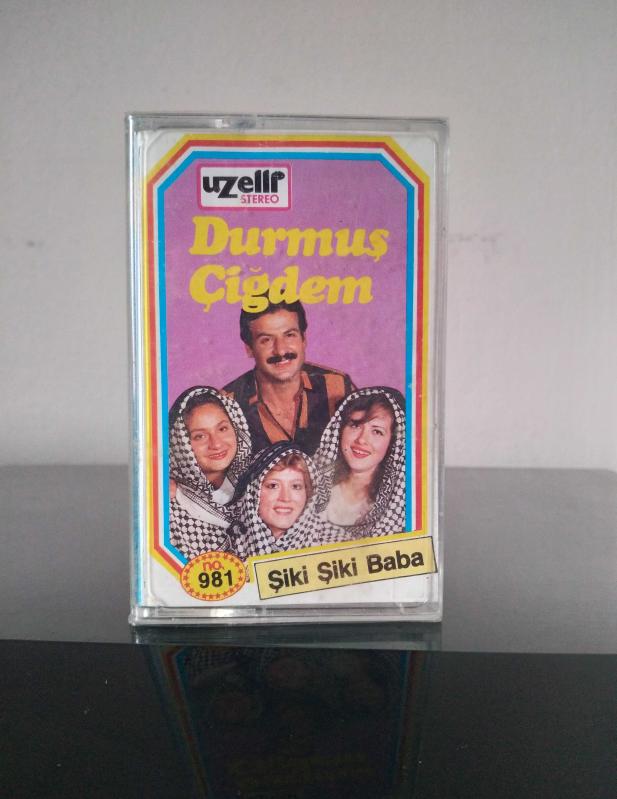 uzelli
STEREO
Durmuş
Çiğdem
no.
981
Şiki Şiki Baba